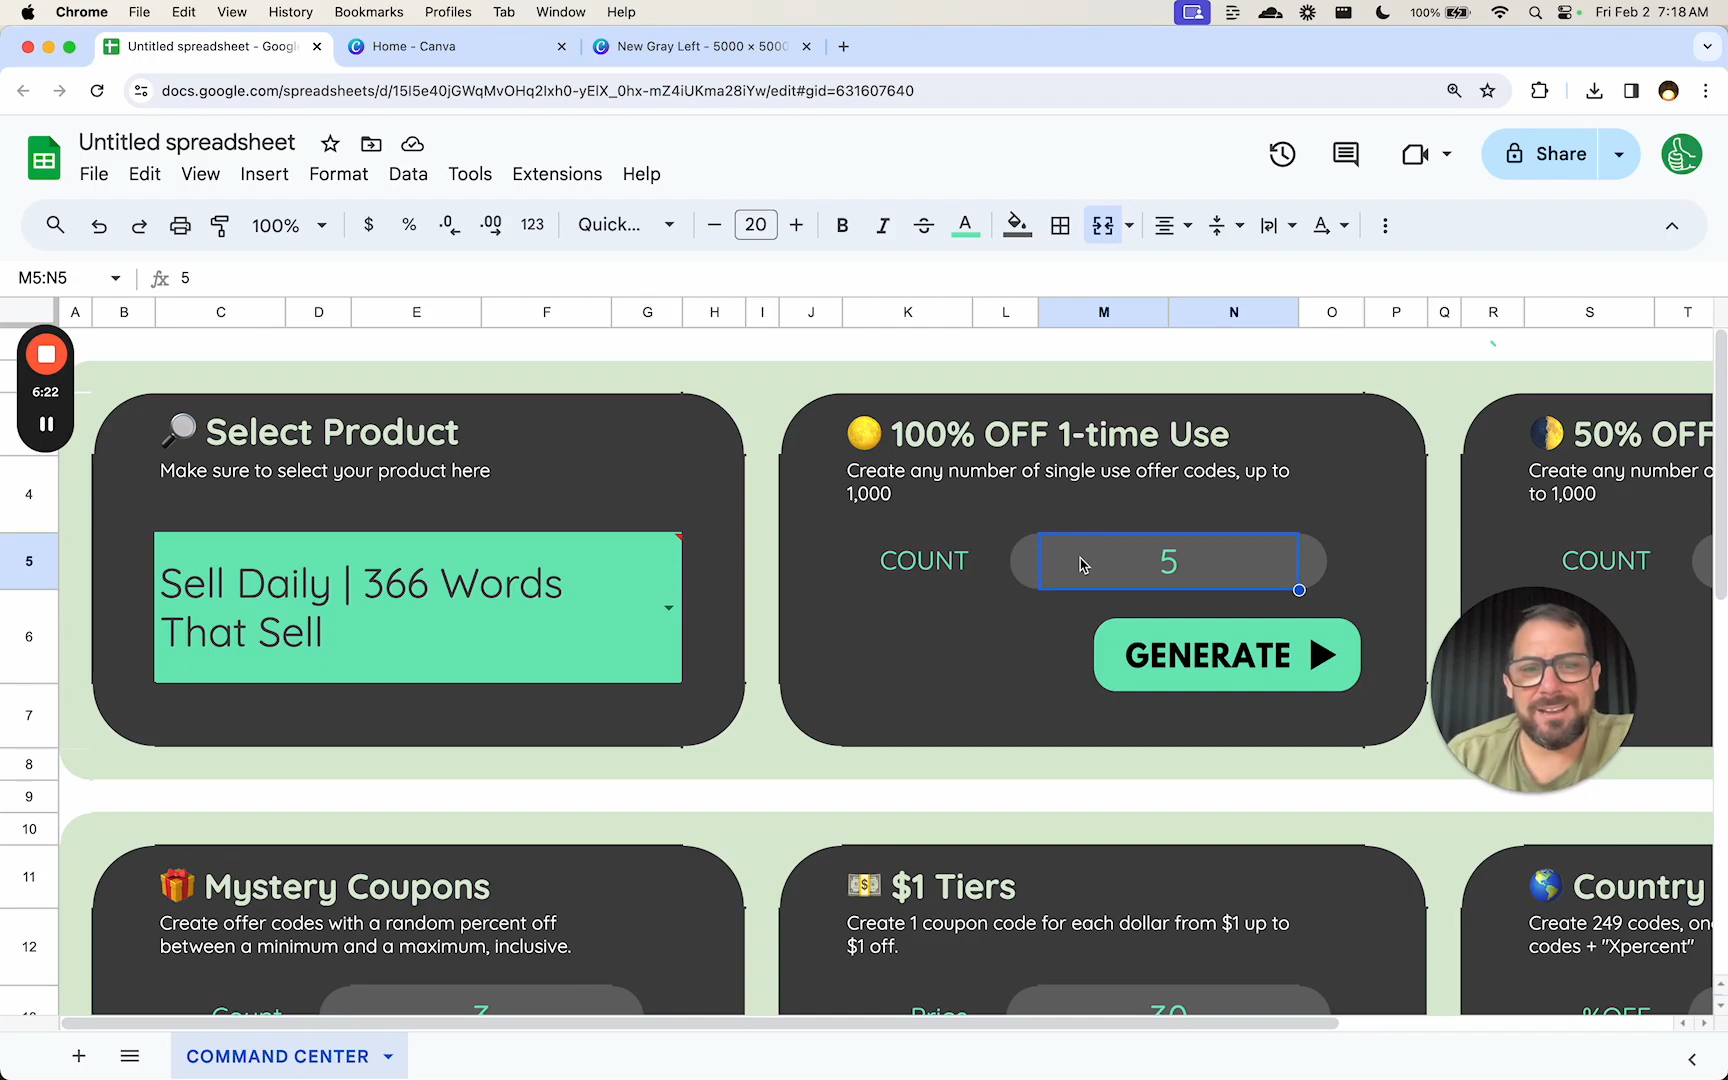 Chrome File Edit View History Bookmarks Profiles Tab Window Help 100% Fri Feb 2 7:18 AM
Untitled spreadsheet - Google Home - Canva New Gray Left - 5000 × 5000
docs.google.com/spreadsheets/d/15I5e40jGWqMvOHq2lxh0-yElX_0hx-mZ4iUKma28iYw/edit#gid=631607640
Untitled spreadsheet
File Edit View Insert Format Data Tools Extensions Help
Share
100% $ % .0 .00 123 Quick... — 20 + B I S A
M5:N5 fx 5
A B C D E F G H I J K L M N O P Q R S T
6:22
Select Product
Make sure to select your product here
100% OFF 1-time Use
Create any number of single use offer codes, up to
1,000
50% OFF
Create any number o
to 1,000
4
5
6
7
8
9
10
11
12
Sell Daily | 366 Words
That Sell
COUNT 5
GENERATE
COUNT
Mystery Coupons
Create offer codes with a random percent off
between a minimum and a maximum, inclusive.
Count 3
$1 Tiers
Create 1 coupon code for each dollar from $1 up to
$1 off.
Price 30
Country
Create 249 codes, on
codes + "Xpercent"
%OFF
+ COMMAND CENTER